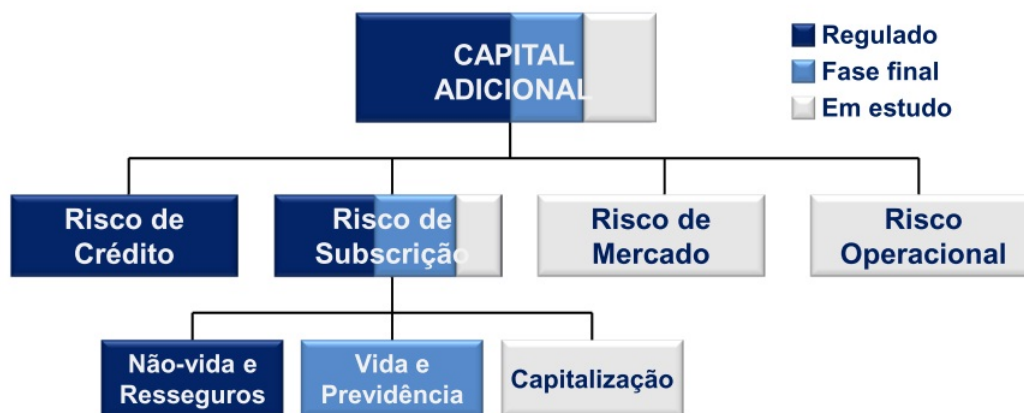 CAPITAL
ADICIONAL
Regulado
Fase final
Em estudo
Risco de
Crédito
Risco de
Subscrição
Risco de
Mercado
Risco
Operacional
Não-vida e
Resseguros
Vida e
Previdência
Capitalização